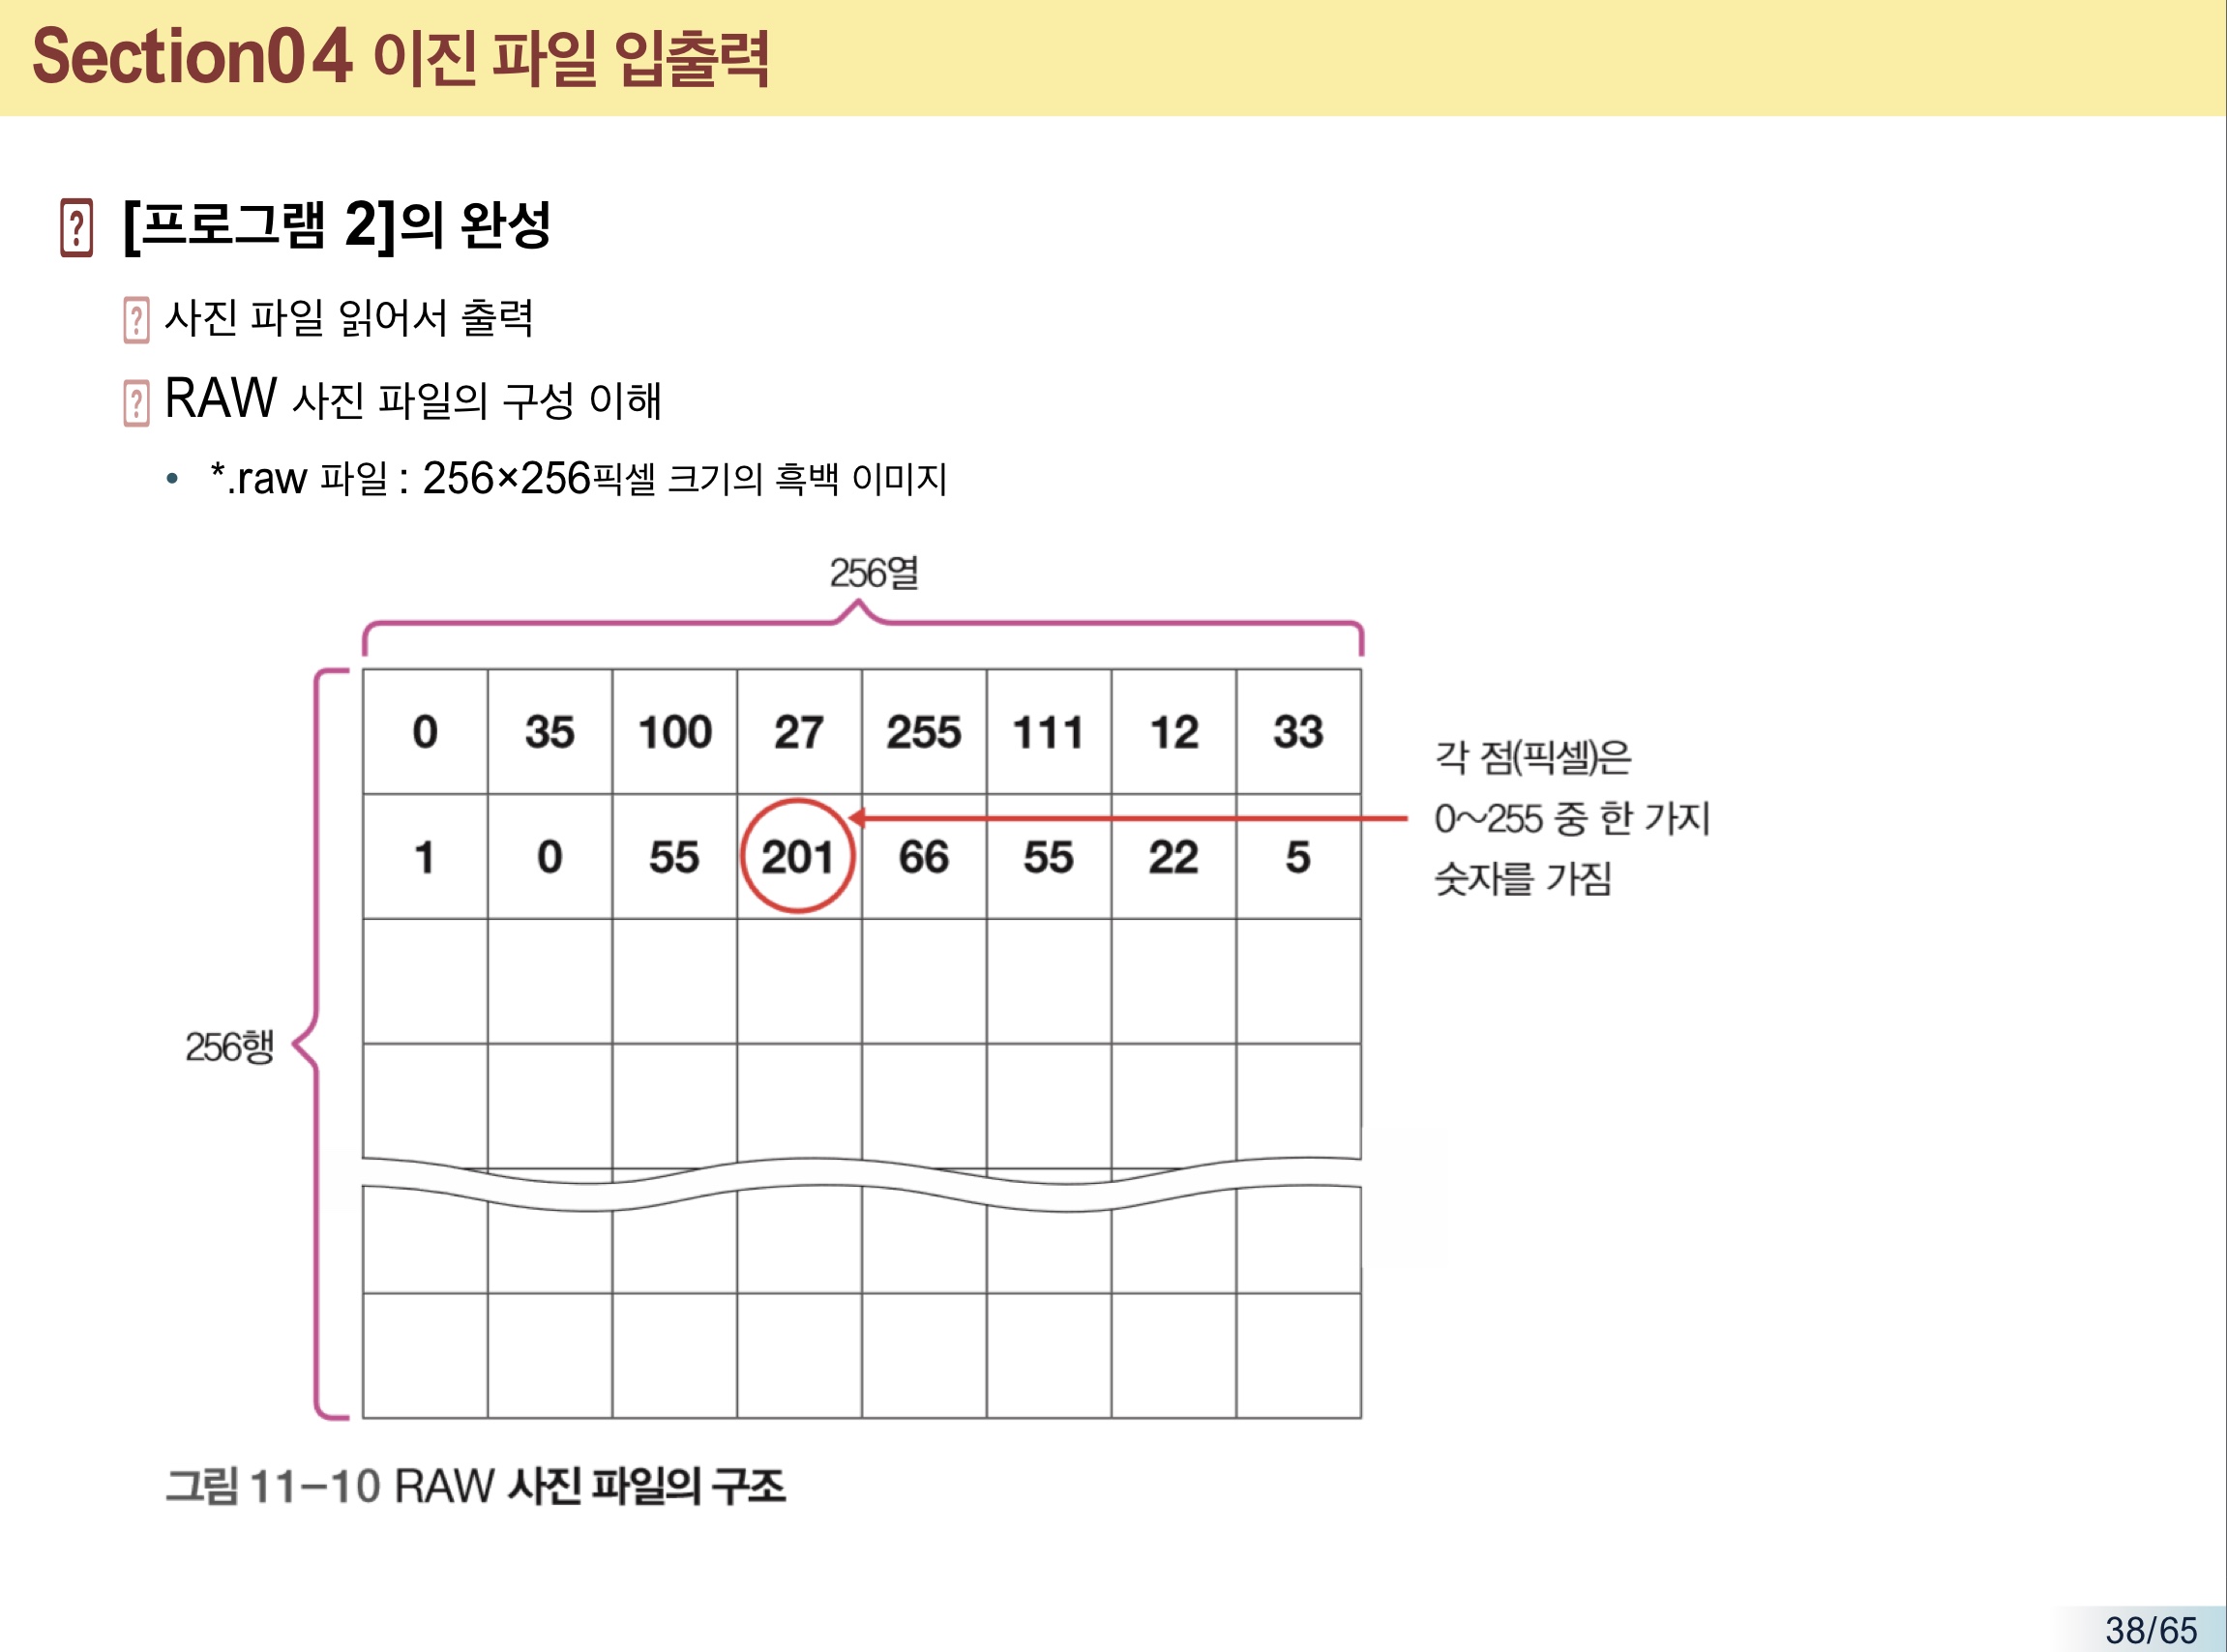 Section04 이진 파일 입출력
[프로그램 2]의 완성
사진 파일 읽어서 출력
RAW 사진 파일의 구성 이해
• *.raw 파일 : 256×256픽셀 크기의 흑백 이미지
256열
0 35 100 27 255 111 12 33
1 0 55 201 66 55 22 5
각 점(픽셀)은
0~255 중 한 가지
숫자를 가짐
256행
그림 11-10 RAW 사진 파일의 구조
38/65